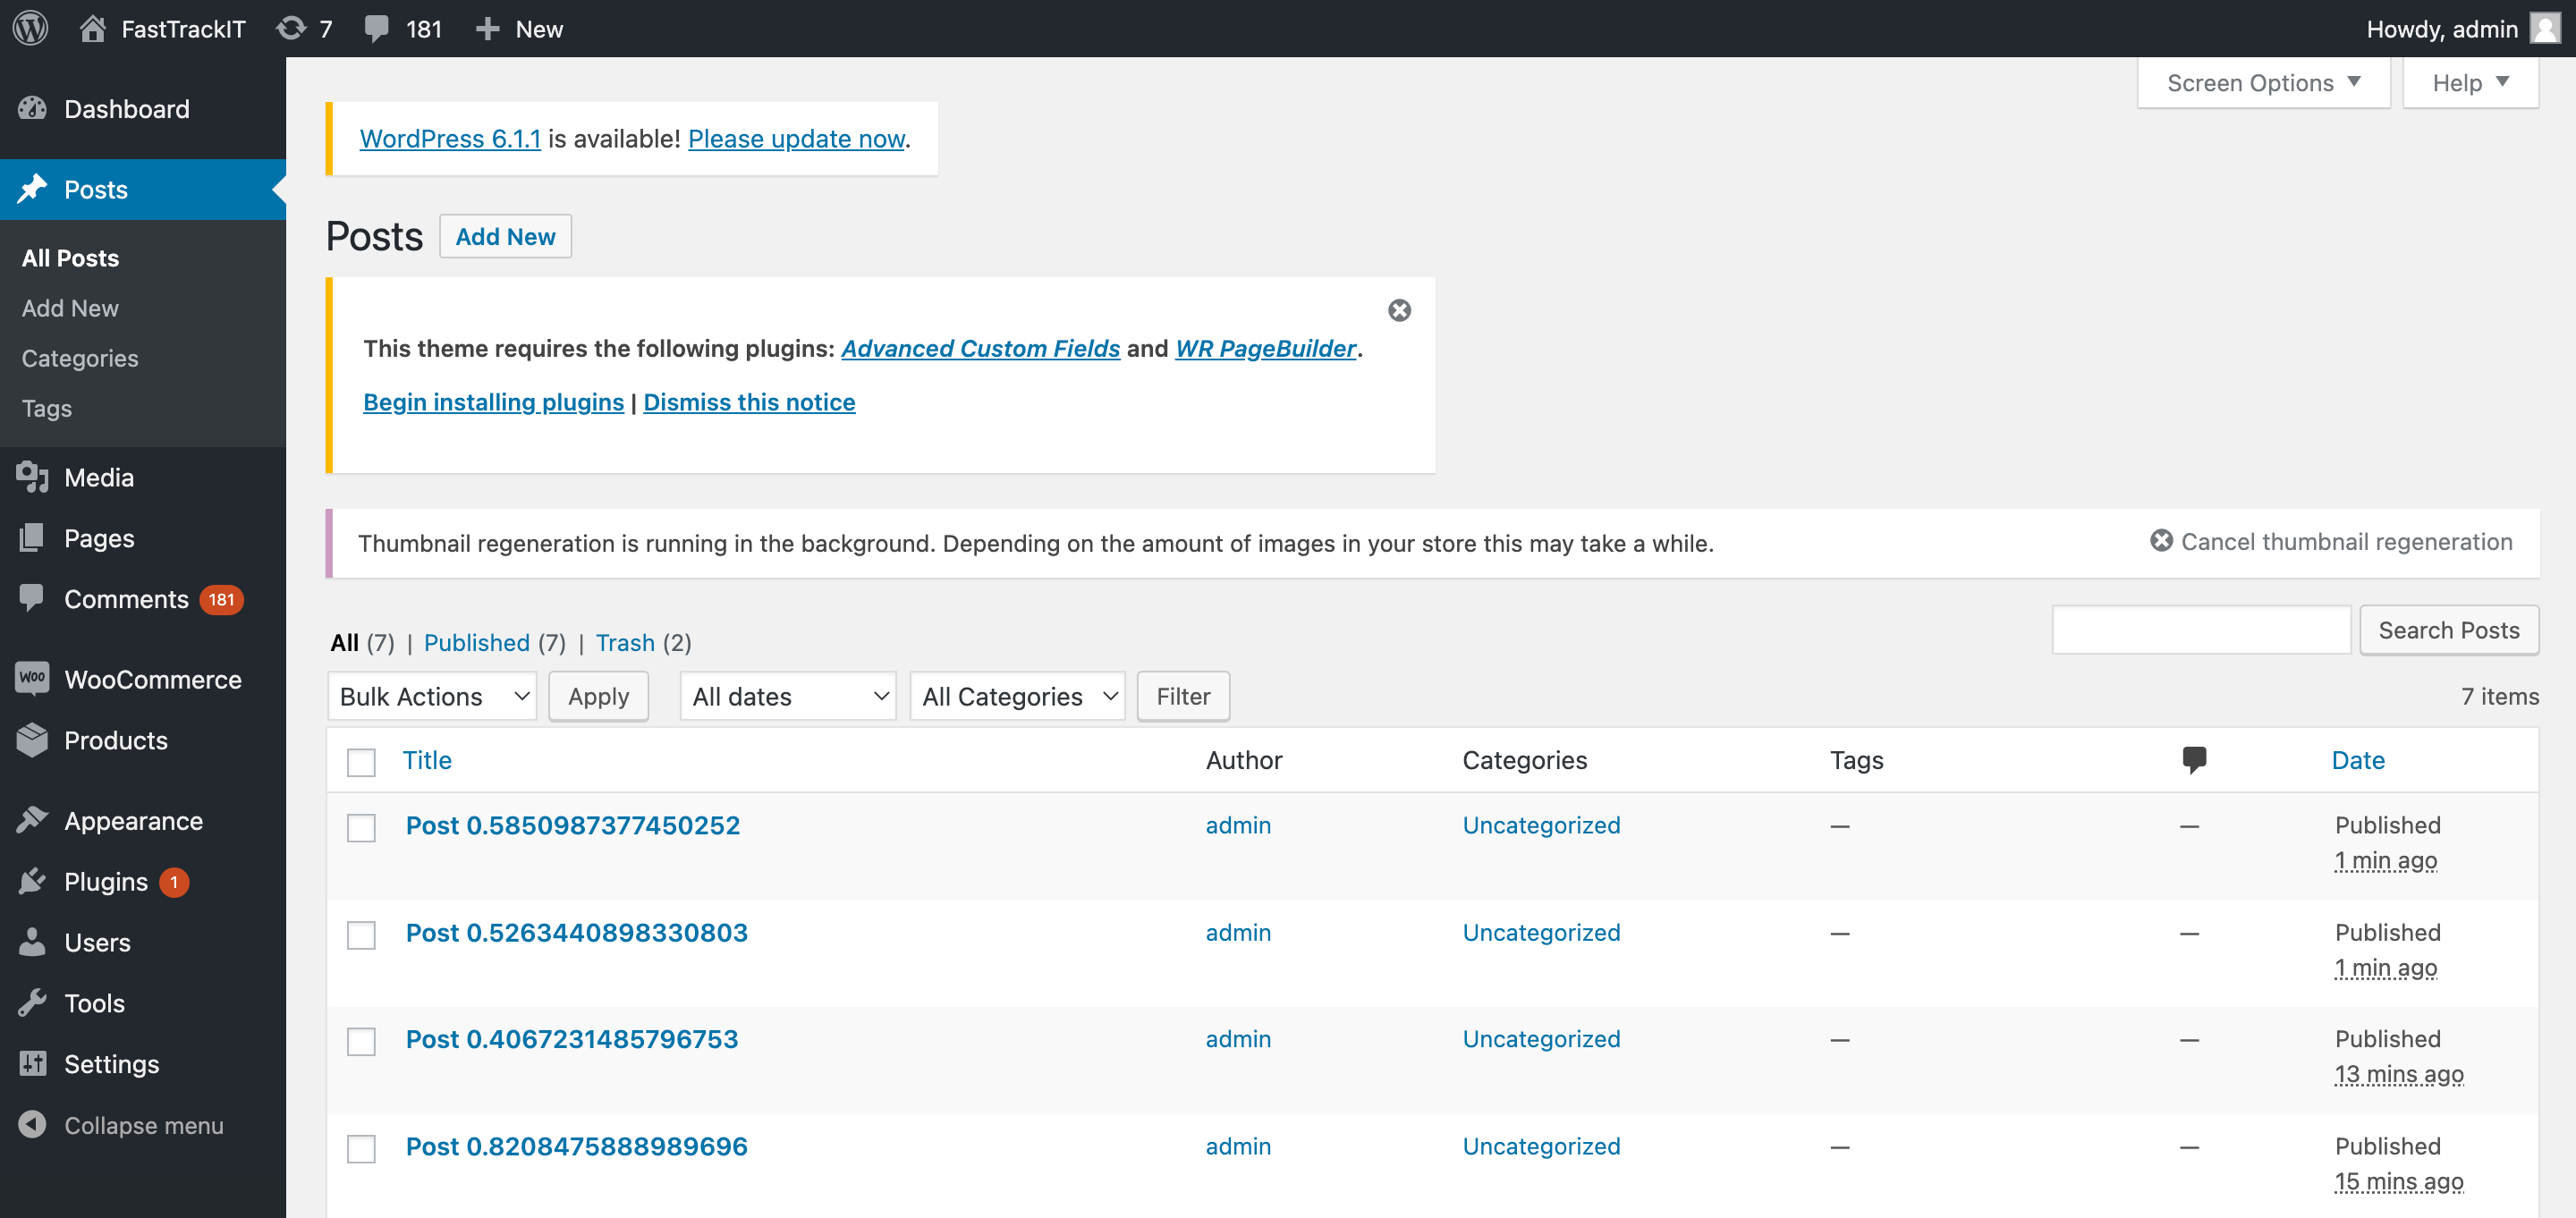 FastTrackIT 7 181 New Howdy, admin
Dashboard
Posts
All Posts
Add New
Categories
Tags
Media
Pages
Comments 181
WOO WooCommerce
Products
Appearance
Plugins 1
Users
Tools
Settings
Collapse menu
Screen Options Help
WordPress 6.1.1 is available! Please update now.
Posts Add New
This theme requires the following plugins: Advanced Custom Fields and WR PageBuilder.
Begin installing plugins | Dismiss this notice
Thumbnail regeneration is running in the background. Depending on the amount of images in your store this may take a while. Cancel thumbnail regeneration
All (7) | Published (7) | Trash (2) Search Posts
Bulk Actions Apply All dates All Categories Filter 7 items
Title Author Categories Tags Date
Post 0.5850987377450252 admin Uncategorized — — Published
1 min ago
Post 0.5263440898330803 admin Uncategorized — — Published
1 min ago
Post 0.4067231485796753 admin Uncategorized — — Published
13 mins ago
Post 0.8208475888989696 admin Uncategorized — — Published
15 mins ago